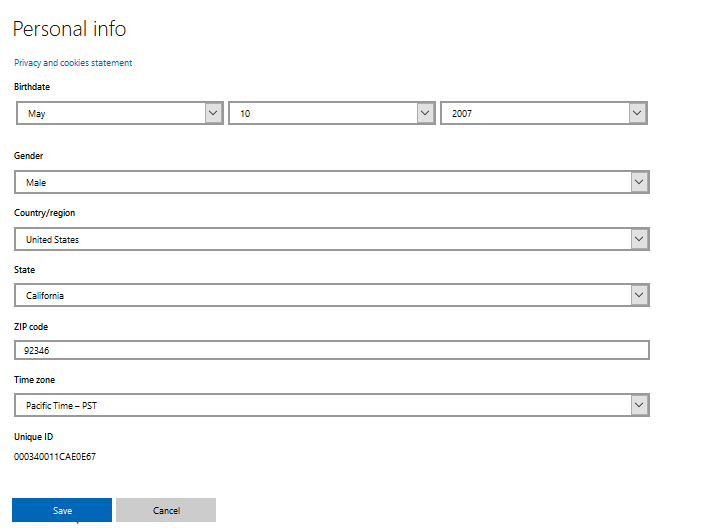 Personal info
Privacy and cookies statement
Birthdate
May 10 2007
Gender
Male
Country/region
United States
State
California
ZIP code
92346
Time zone
Pacific Time – PST
Unique ID
000340011CAE0E67
Save Cancel